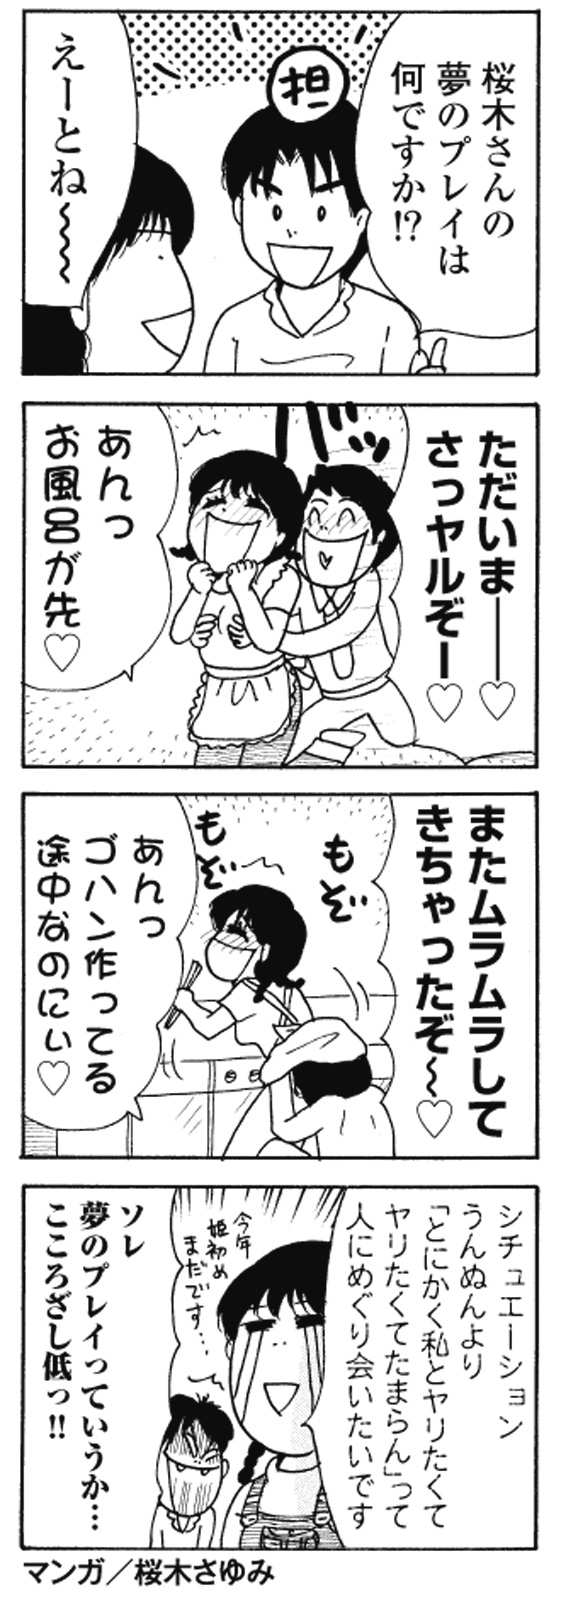 桜木さんの
夢のプレイは
何ですか!?
担
えーとね〜〜〜
ただいま――♡
さっヤルぞー♡
バッ
あんっ
お風呂が先♡
またムラムラして
きちゃったぞ〜♡
もぞ
もぞ
あんっ
ゴハン作ってる
途中なのにぃ♡
シチュエーション
うんぬんより
「とにかく私とヤリたくて
ヤリたくてたまらん」って
人にめぐり会いたいです
今年
姫初め
まだです…
ソレ
夢のプレイっていうか…
こころざし低っ!!
マンガ／桜木さゆみ